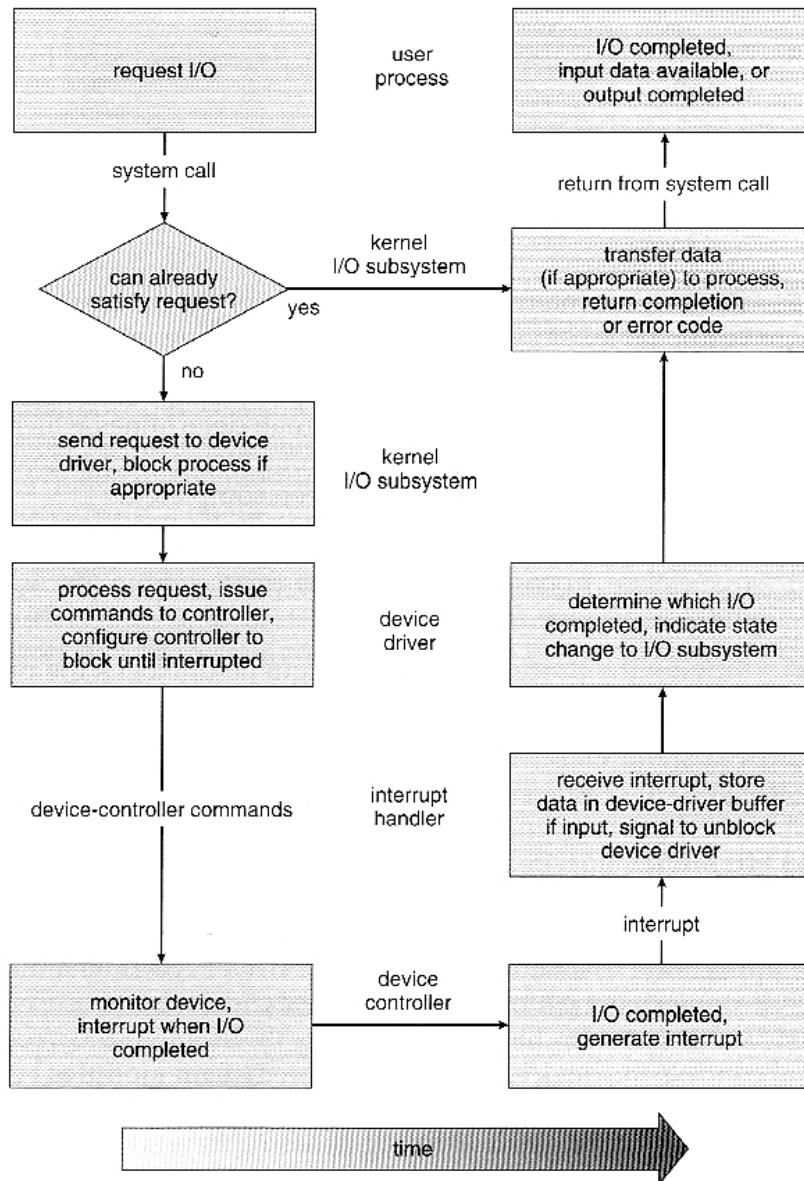 request I/O
user
process
I/O completed,
input data available, or
output completed
system call
return from system call
can already
satisfy request?
yes
no
kernel
I/O subsystem
transfer data
(if appropriate) to process,
return completion
or error code
send request to device
driver, block process if
appropriate
kernel
I/O subsystem
process request, issue
commands to controller,
configure controller to
block until interrupted
device
driver
determine which I/O
completed, indicate state
change to I/O subsystem
device-controller commands
interrupt
handler
receive interrupt, store
data in device-driver buffer
if input, signal to unblock
device driver
interrupt
monitor device,
interrupt when I/O
completed
device
controller
I/O completed,
generate interrupt
time